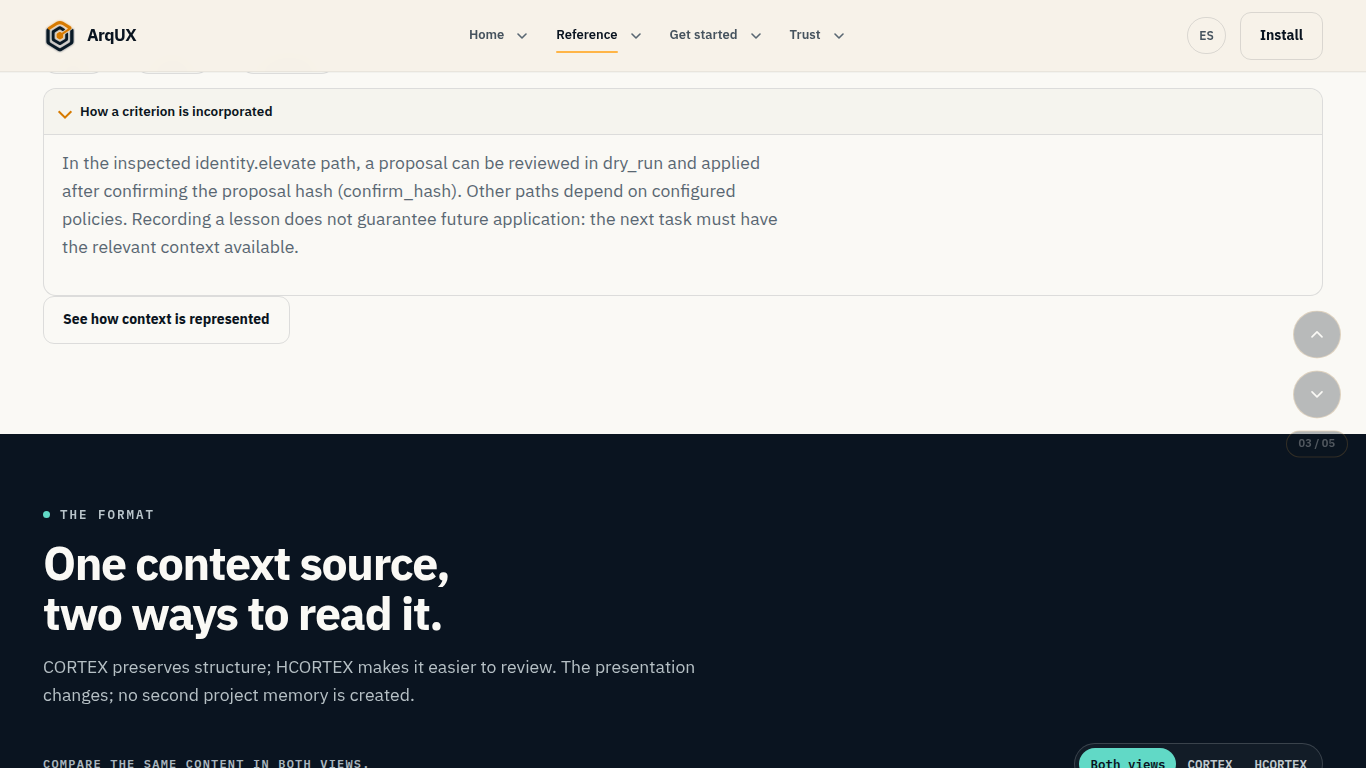 ArqUX
Home
Reference
Get started
Trust
ES
Install
How a criterion is incorporated
In the inspected identity.elevate path, a proposal can be reviewed in dry_run and applied
after confirming the proposal hash (confirm_hash). Other paths depend on configured
policies. Recording a lesson does not guarantee future application: the next task must have
the relevant context available.
See how context is represented
03 / 05
THE FORMAT
One context source,
two ways to read it.
CORTEX preserves structure; HCORTEX makes it easier to review. The presentation
changes; no second project memory is created.
COMPARE THE SAME CONTENT IN BOTH VIEWS.
Both views
CORTEX
HCORTEX